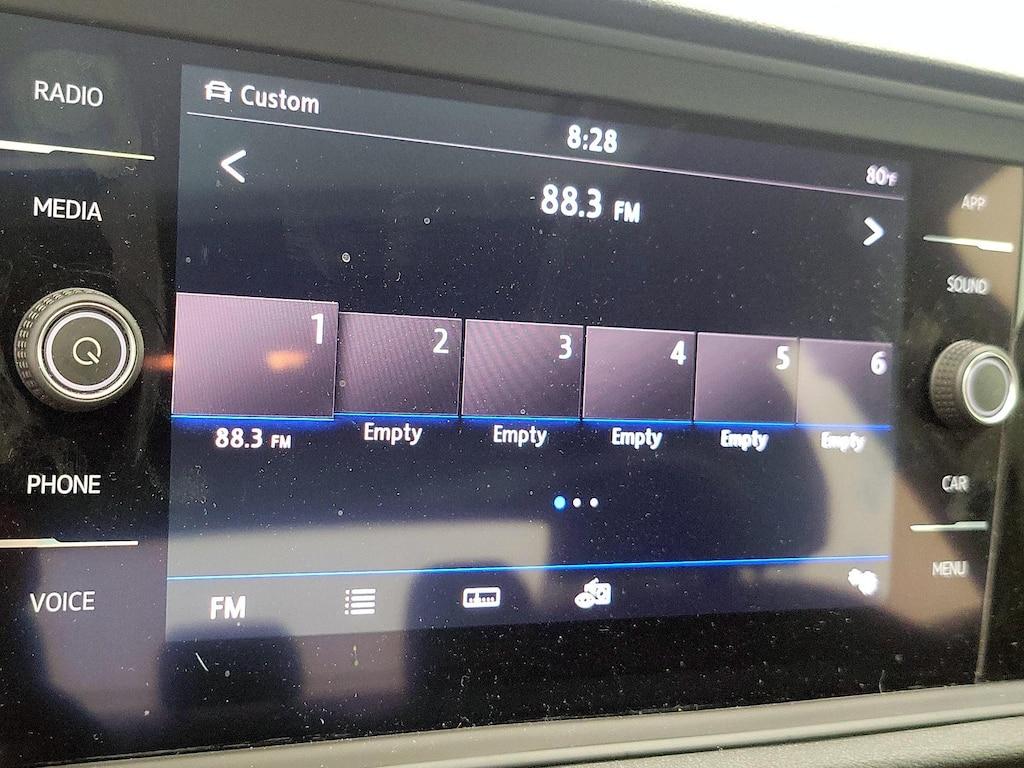 RADIO
MEDIA
PHONE
VOICE
Custom
8:28
80°F
88.3 FM
1
2
3
4
5
6
88.3 FM
Empty
Empty
Empty
Empty
Empty
FM
APP
SOUND
CAR
MENU